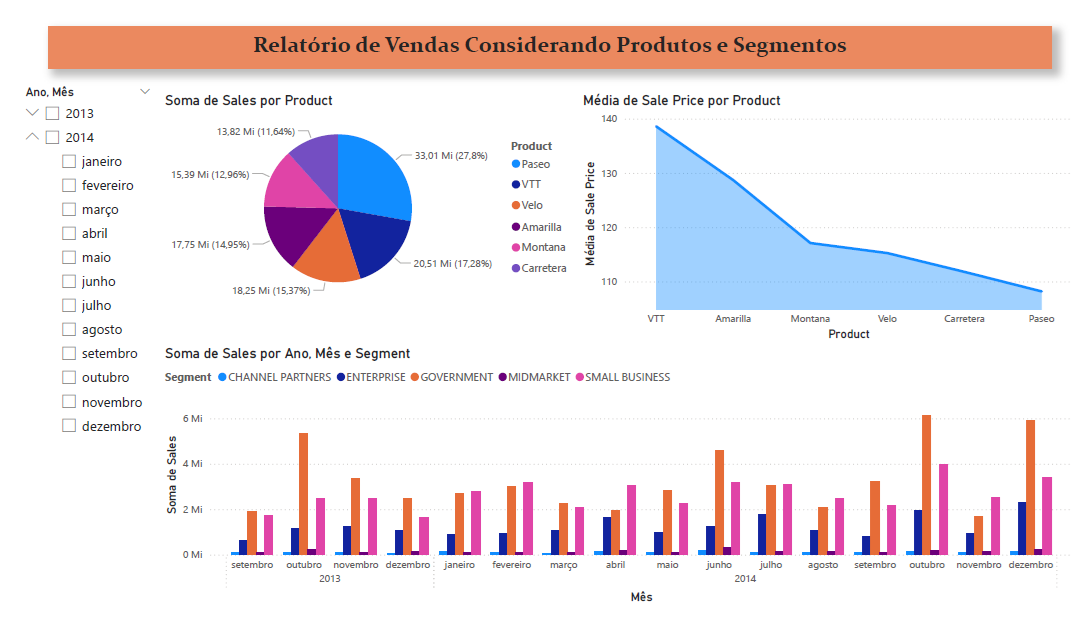 Relatório de Vendas Considerando Produtos e Segmentos
Ano, Mês
2013
2014
janeiro
fevereiro
março
abril
maio
junho
julho
agosto
setembro
outubro
novembro
dezembro
Soma de Sales por Product
13,82 Mi (11,64%)
33,01 Mi (27,8%)
15,39 Mi (12,96%)
17,75 Mi (14,95%)
20,51 Mi (17,28%)
18,25 Mi (15,37%)
Product
Paseo
VTT
Velo
Amarilla
Montana
Carretera
Média de Sale Price por Product
Média de Sale Price
140
130
120
110
VTT Amarilla Montana Velo Carretera Paseo
Product
Soma de Sales por Ano, Mês e Segment
Segment CHANNEL PARTNERS ENTERPRISE GOVERNMENT MIDMARKET SMALL BUSINESS
Soma de Sales
6 Mi
4 Mi
2 Mi
0 Mi
setembro outubro novembro dezembro janeiro fevereiro março abril maio junho julho agosto setembro outubro novembro dezembro
2013 2014
Mês